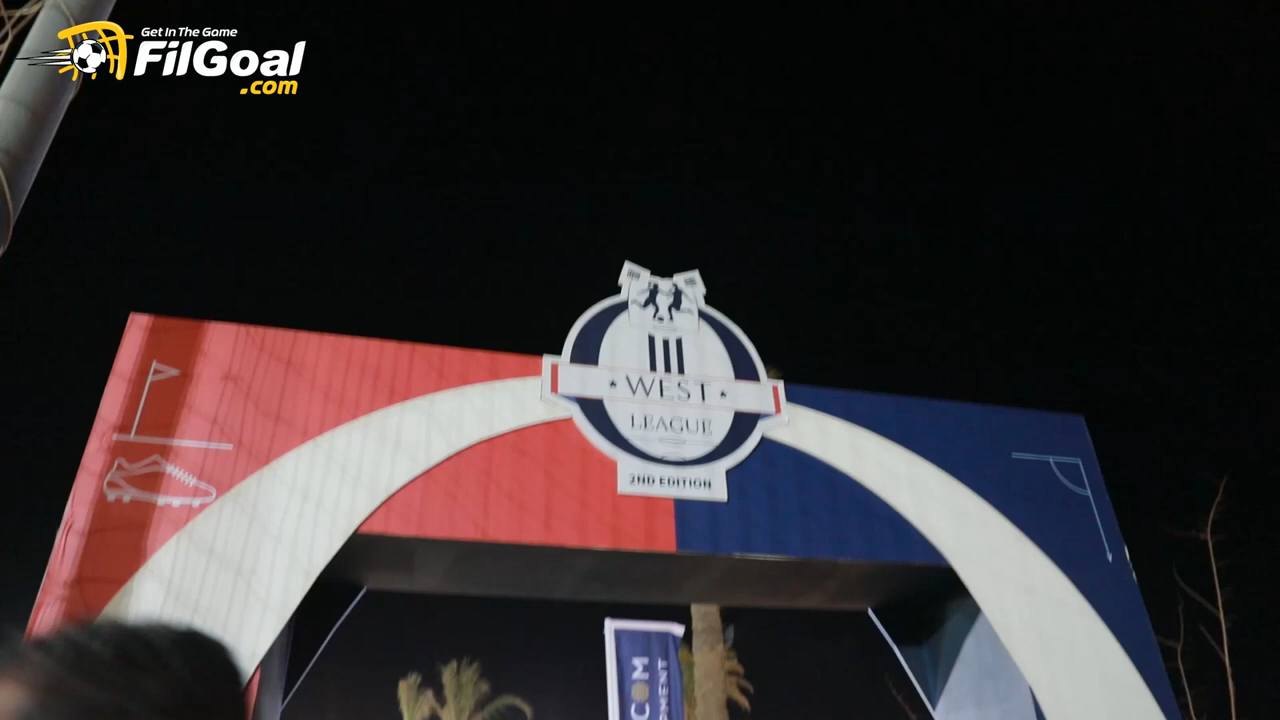 Get In The Game
FilGoal
.com
WEST
LEAGUE
2ND EDITION